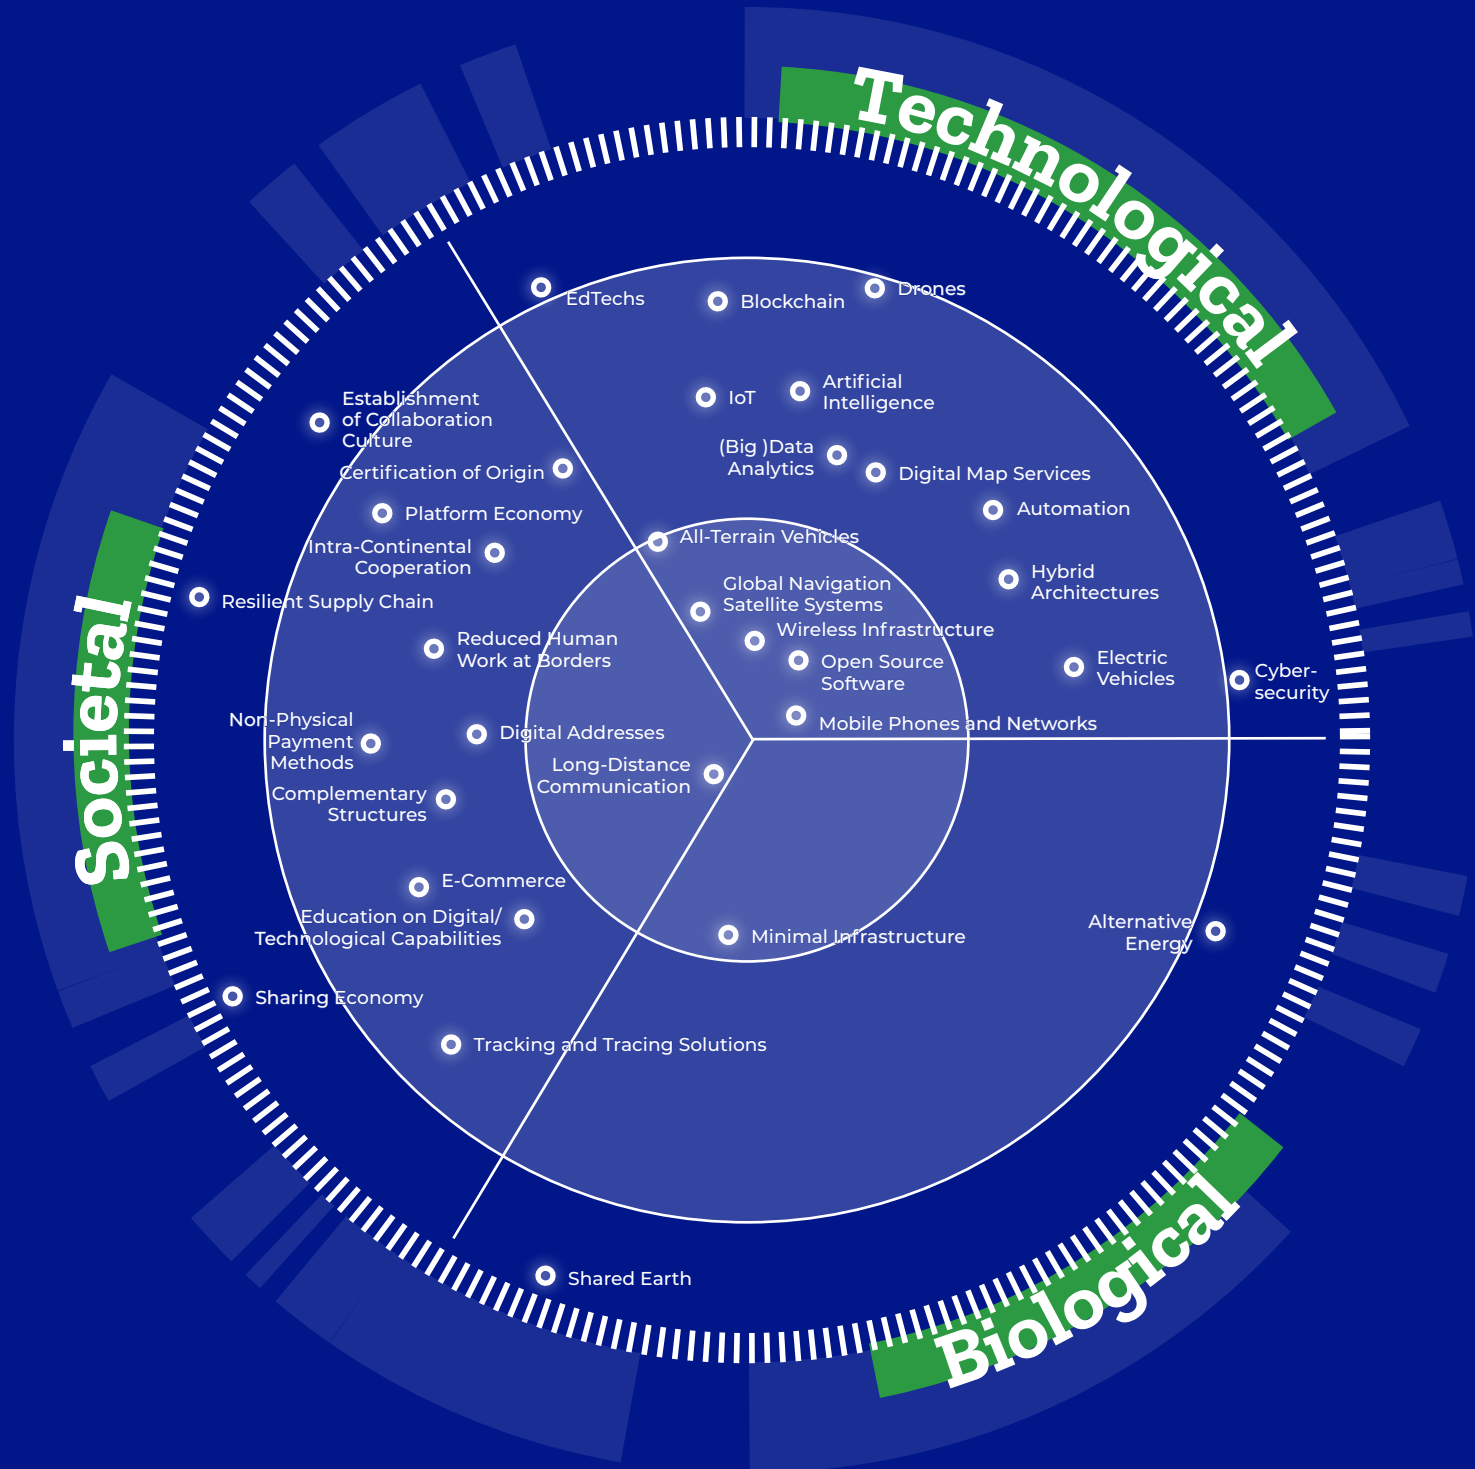 Technological
EdTechs
Blockchain
Drones
IoT
Artificial
Intelligence
(Big )Data
Analytics
Digital Map Services
Automation
All-Terrain Vehicles
Hybrid
Architectures
Global Navigation
Satellite Systems
Wireless Infrastructure
Open Source
Software
Electric
Vehicles
Cyber-
security
Mobile Phones and Networks
Societal
Establishment
of Collaboration
Culture
Certification of Origin
Platform Economy
Intra-Continental
Cooperation
Resilient Supply Chain
Reduced Human
Work at Borders
Non-Physical
Payment
Methods
Digital Addresses
Long-Distance
Communication
Complementary
Structures
E-Commerce
Education on Digital/
Technological Capabilities
Sharing Economy
Tracking and Tracing Solutions
Minimal Infrastructure
Alternative
Energy
Shared Earth
Biological